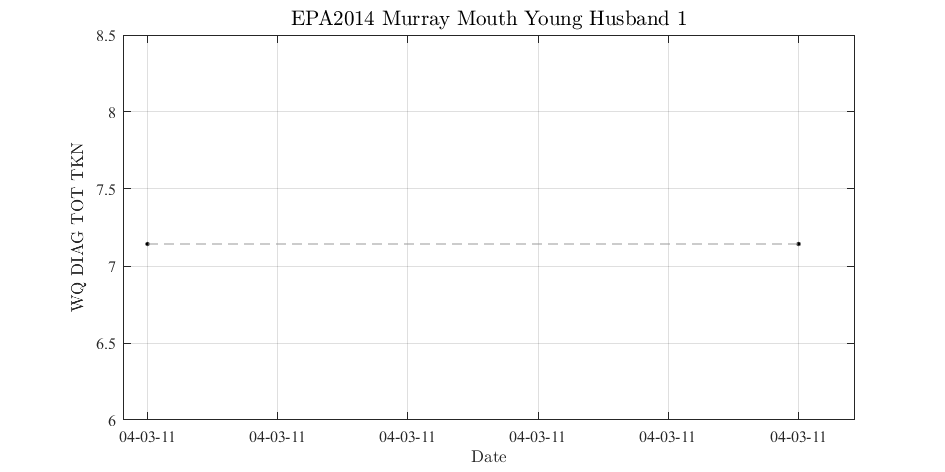 EPA2014 Murray Mouth Young Husband 1
8.5
8
7.5
7
6.5
6
WQ DIAG TOT TKN
04-03-11 04-03-11 04-03-11 04-03-11 04-03-11 04-03-11
Date